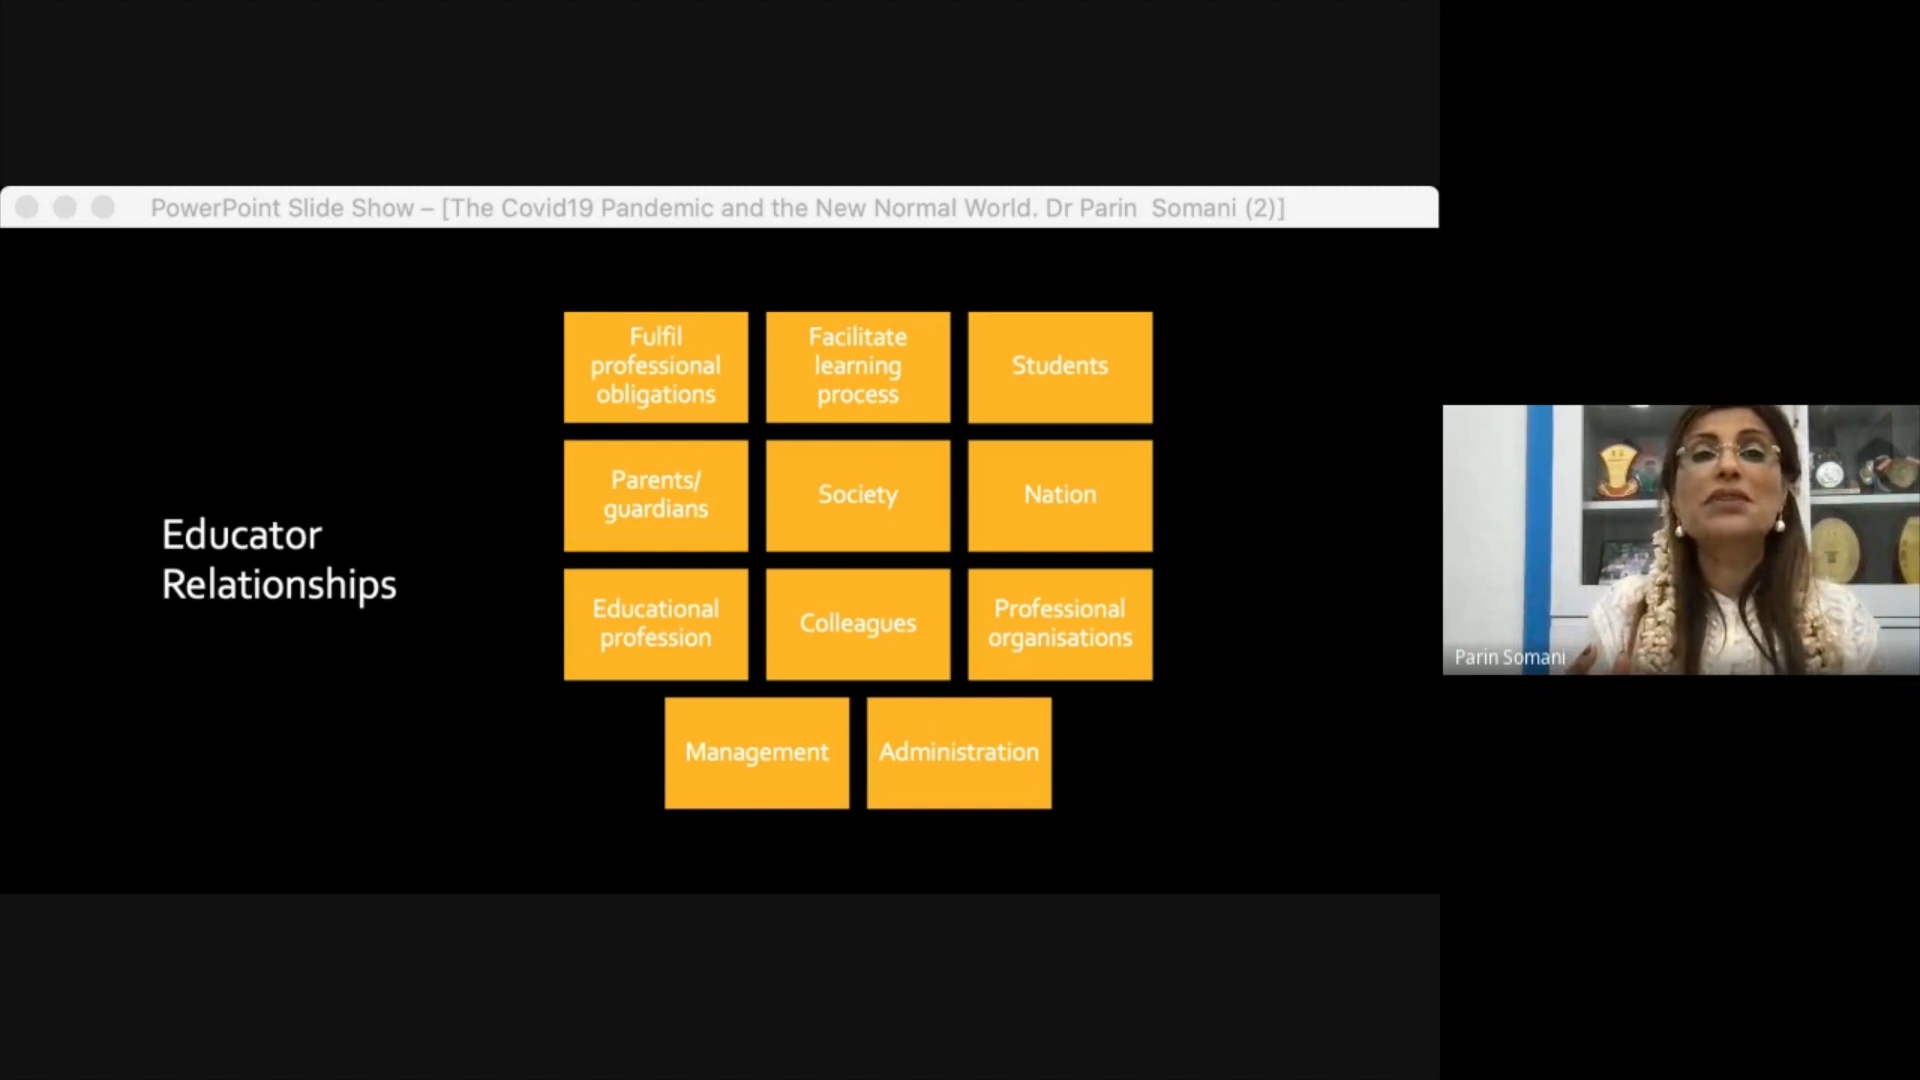 PowerPoint Slide Show – [The Covid19 Pandemic and the New Normal World. Dr Parin  Somani (2)]
Educator
Relationships
Fulfil
professional
obligations
Facilitate
learning
process
Students
Parents/
guardians
Society
Nation
Educational
profession
Colleagues
Professional
organisations
Management
Administration
Parin Somani